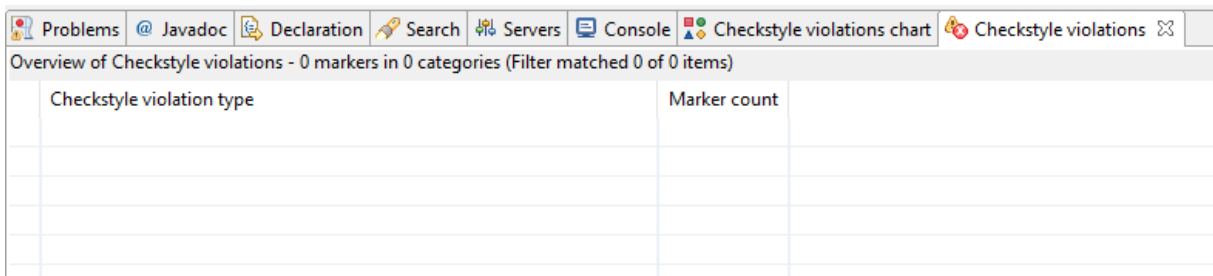 Problems @ Javadoc Declaration Search Servers Console Checkstyle violations chart Checkstyle violations
Overview of Checkstyle violations - 0 markers in 0 categories (Filter matched 0 of 0 items)
Checkstyle violation type Marker count